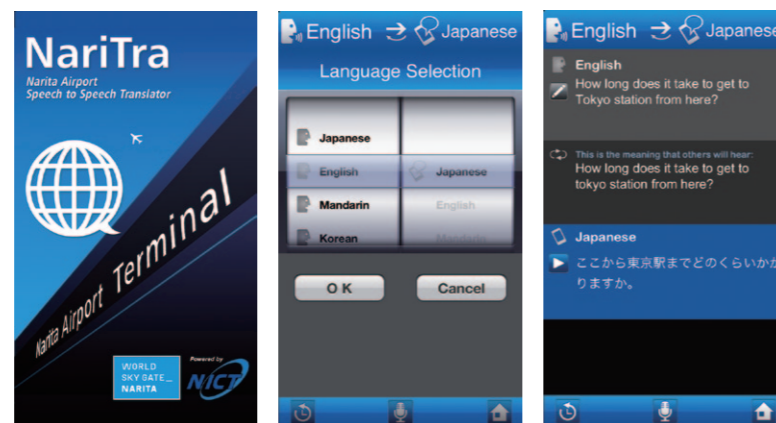 NariTra
Narita Airport
Speech to Speech Translator
Narita Airport Terminal
WORLD
SKY GATE_
NARITA
Powered by
NICT
English Japanese
Language Selection
Japanese
English Japanese
Mandarin English
Korean Mandarin
OK Cancel
English Japanese
English
How long does it take to get to
Tokyo station from here?
This is the meaning that others will hear:
How long does it take to get to
tokyo station from here?
Japanese
ここから東京駅までどのくらいかか
りますか。